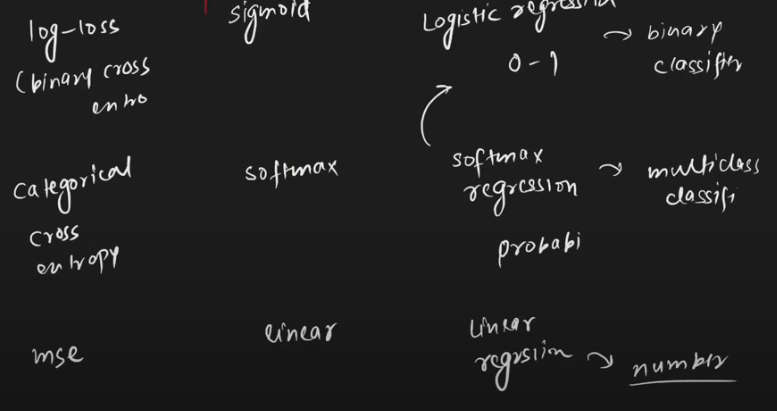 log-loss
(binary cross
entro
sigmoid
Logistic regression
0-1
→ binary
classifier
categorical
cross
entropy
softmax
softmax
regression
probabi
→ multiclass
classifi
mse
linear
linear
regression
→ number